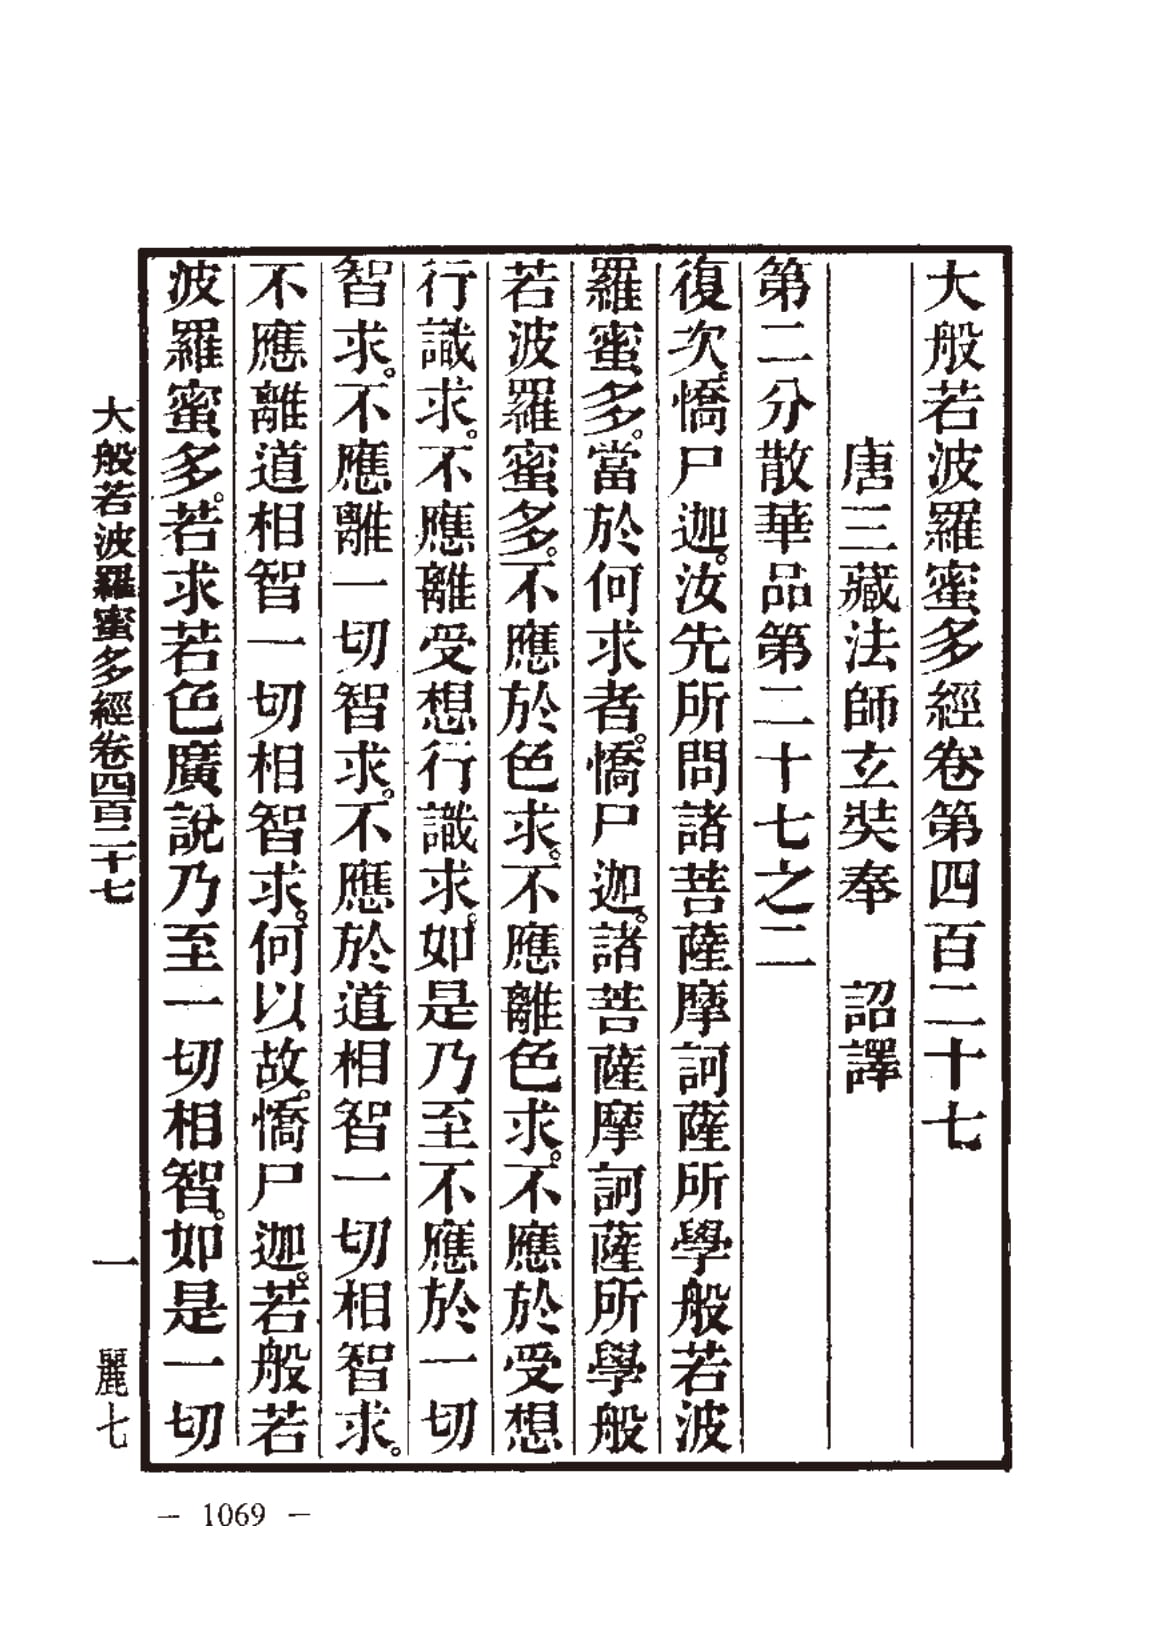 大般若波羅蜜多經卷第四百二十七
唐三藏法師玄奘奉　詔譯
第二分散華品第二十七之二
復次。憍尸迦。汝先所問諸菩薩摩訶薩所學般若波
羅蜜多。當於何求者。憍尸迦。諸菩薩摩訶薩所學般
若波羅蜜多。不應於色求。不應離色求。不應於受想
行識求。不應離受想行識求。如是乃至不應於一切
智求。不應離一切智求。不應於道相智一切相智求。
不應離道相智一切相智求。何以故。憍尸迦。若般若
波羅蜜多。若求若色廣說乃至一切相智。如是一切
大般若波羅蜜多經卷四百二十七　一　麗七
— 1069 —